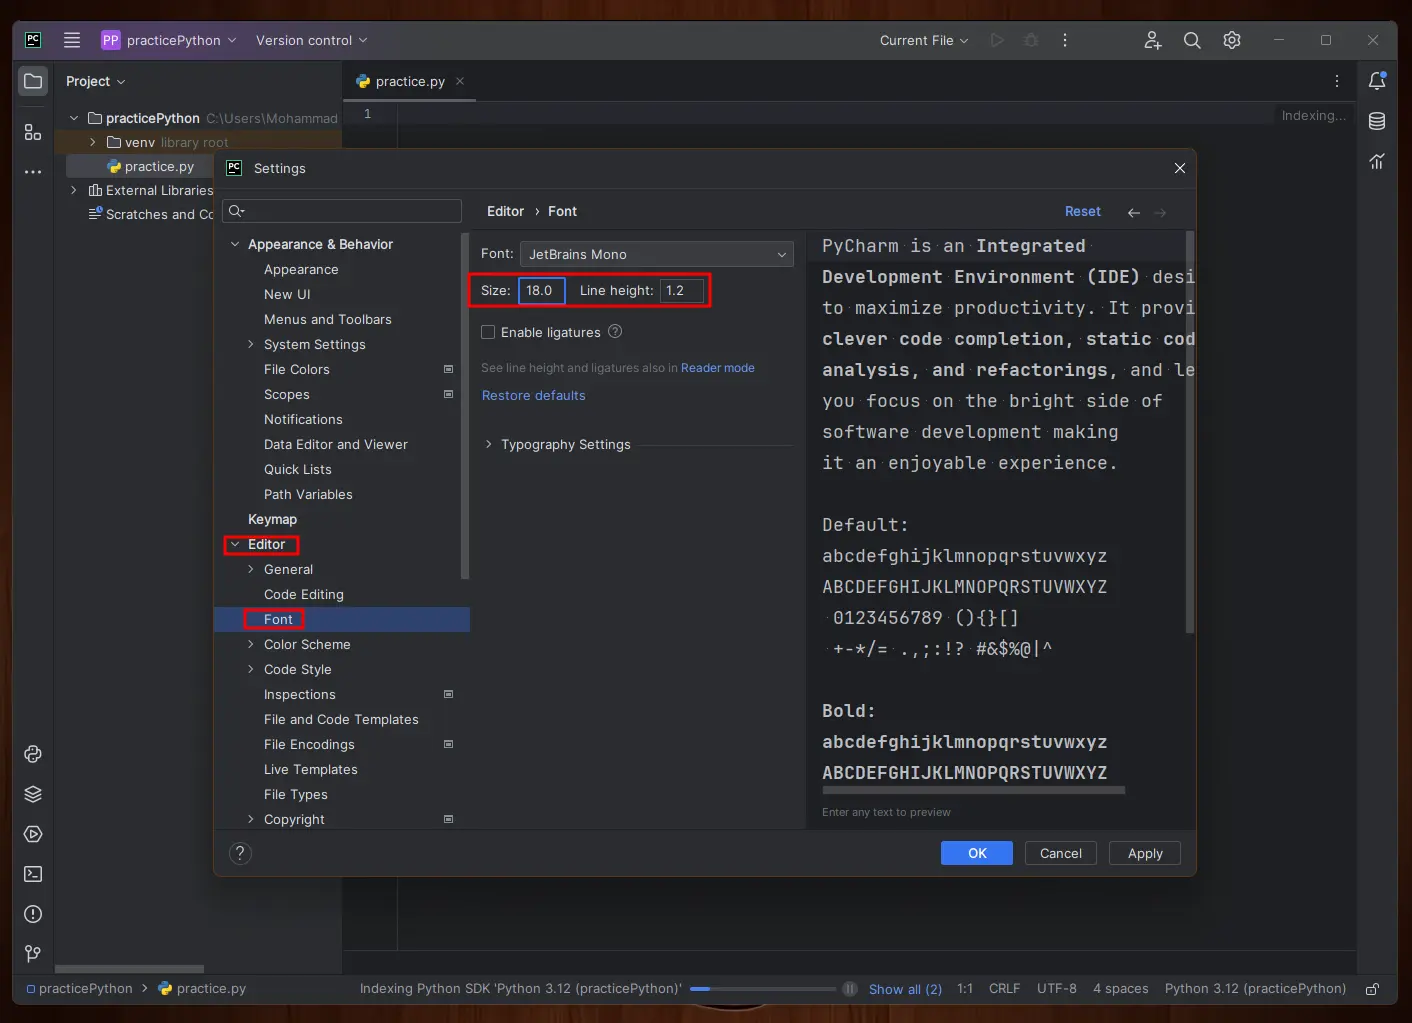 PC
PP practicePython
Version control
Current File
Project
practice.py
practicePython C:\Users\Mohammad
venv library root
practice.py
External Libraries
Scratches and Co
1
Indexing...
PC Settings
Editor › Font
Reset
Appearance & Behavior
Appearance
New UI
Menus and Toolbars
System Settings
File Colors
Scopes
Notifications
Data Editor and Viewer
Quick Lists
Path Variables
Keymap
Editor
General
Code Editing
Font
Color Scheme
Code Style
Inspections
File and Code Templates
File Encodings
Live Templates
File Types
Copyright
Font: JetBrains Mono
Size: 18.0 Line height: 1.2
Enable ligatures ?
See line height and ligatures also in Reader mode
Restore defaults
Typography Settings
PyCharm is an Integrated
Development Environment (IDE) desi
to maximize productivity. It provi
clever code completion, static cod
analysis, and refactorings, and le
you focus on the bright side of
software development making
it an enjoyable experience.
Default:
abcdefghijklmnopqrstuvwxyz
ABCDEFGHIJKLMNOPQRSTUVWXYZ
0123456789 (){}[]
+-*/= .,;:!? #&$%@|^
Bold:
abcdefghijklmnopqrstuvwxyz
ABCDEFGHIJKLMNOPQRSTUVWXYZ
Enter any text to preview
?
OK
Cancel
Apply
practicePython
practice.py
Indexing Python SDK 'Python 3.12 (practicePython)'
Show all (2)
1:1
CRLF
UTF-8
4 spaces
Python 3.12 (practicePython)